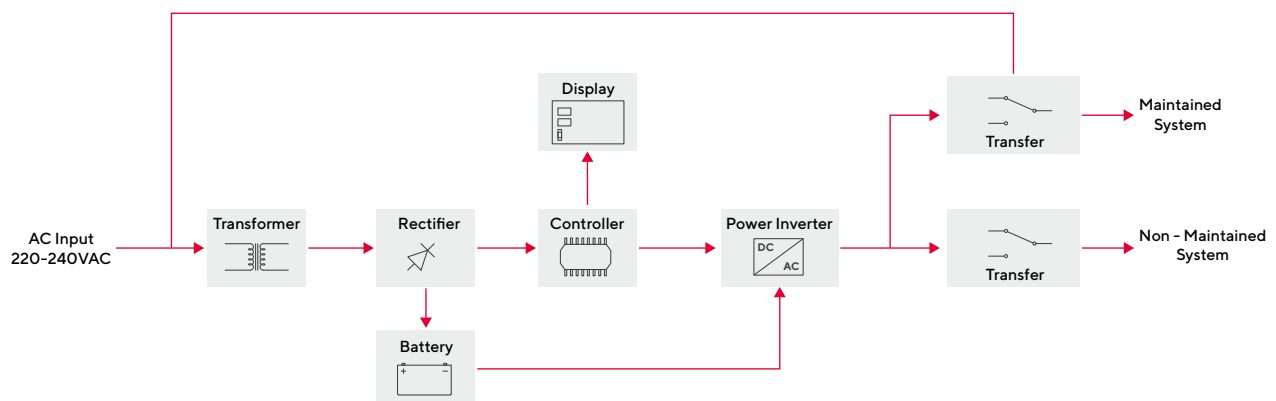 Display
Transfer
Maintained
System
AC Input
220-240VAC
Transformer
Rectifier
Controller
Power Inverter
DC
AC
Transfer
Non - Maintained
System
Battery
+ -